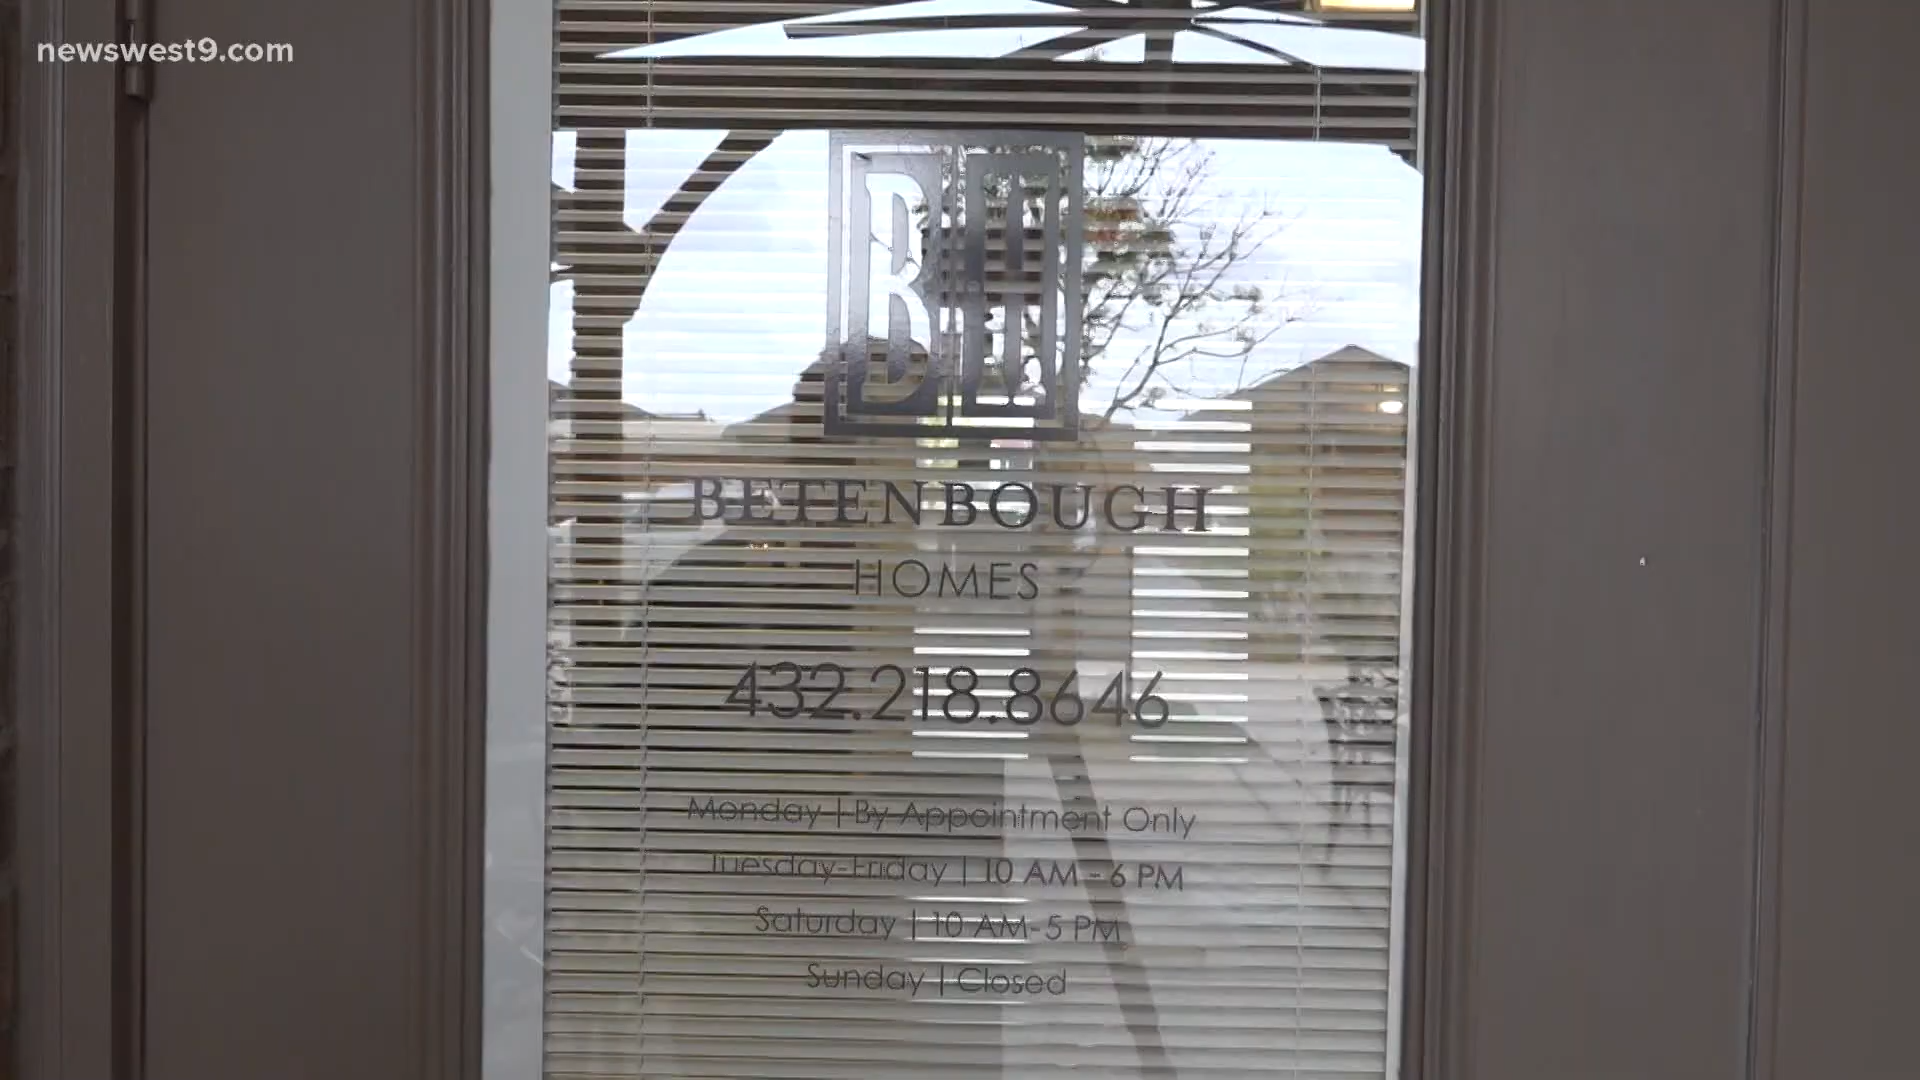 newswest9.com
BH
BETENBOUGH
HOMES
432.218.8646
Monday | By Appointment Only
Tuesday-Friday | 10 AM - 6 PM
Saturday | 10 AM-5 PM
Sunday | Closed